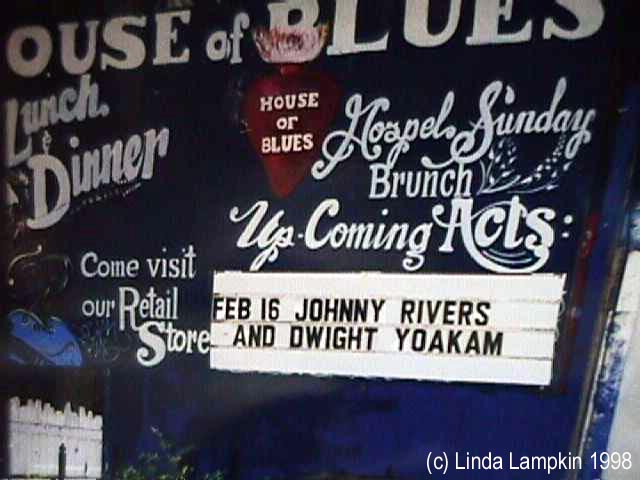 HOUSE of BLUES
Lunch
&
Dinner
HOUSE
OF
BLUES
Gospel Sunday
Brunch
Up-Coming Acts:
Come visit
our Retail
Store
FEB 16 JOHNNY RIVERS
AND DWIGHT YOAKAM
(c) Linda Lampkin 1998